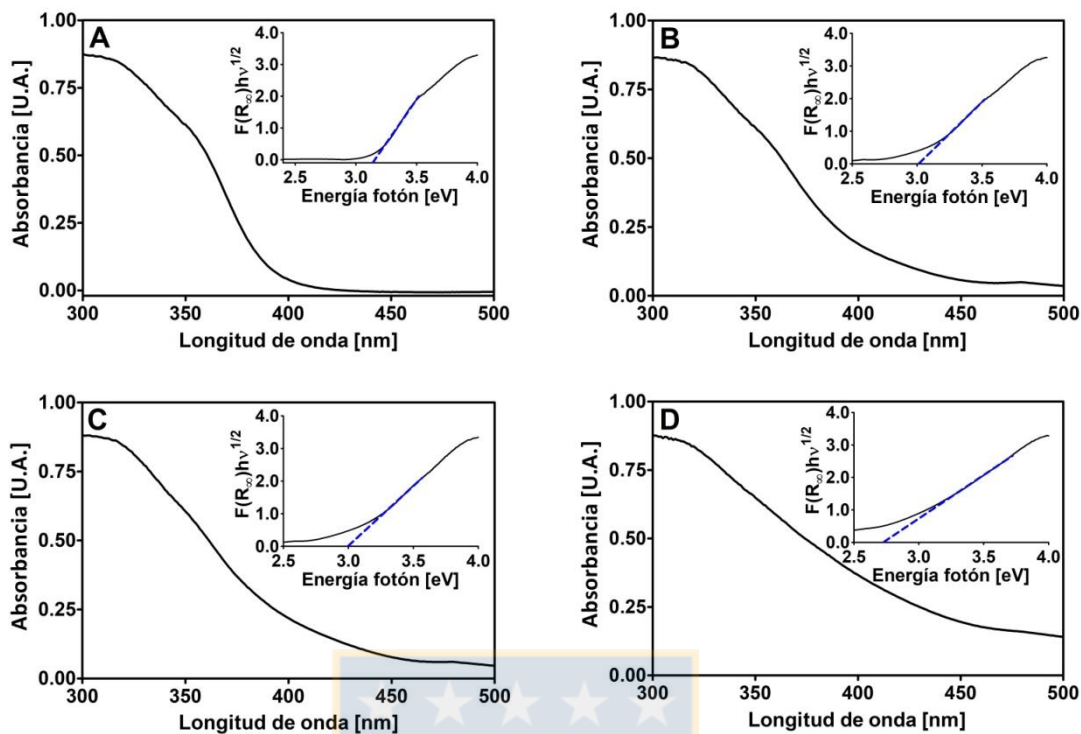 A
1.00
0.75
0.50
0.25
0.00
Absorbancia [U.A.]
300 350 400 450 500
Longitud de onda [nm]
4.0
3.0
2.0
1.0
0.0
F(R∞)hν1/2
2.5 3.0 3.5 4.0
Energía fotón [eV]
B
1.00
0.75
0.50
0.25
0.00
Absorbancia [U.A.]
300 350 400 450 500
Longitud de onda [nm]
4.0
3.0
2.0
1.0
0.0
F(R∞)hν1/2
2.5 3.0 3.5 4.0
Energía fotón [eV]
C
1.00
0.75
0.50
0.25
0.00
Absorbancia [U.A.]
300 350 400 450 500
Longitud de onda [nm]
4.0
3.0
2.0
1.0
0.0
F(R∞)hν1/2
2.5 3.0 3.5 4.0
Energía fotón [eV]
D
1.00
0.75
0.50
0.25
0.00
Absorbancia [U.A.]
300 350 400 450 500
Longitud de onda [nm]
4.0
3.0
2.0
1.0
0.0
F(R∞)hν1/2
2.5 3.0 3.5 4.0
Energía fotón [eV]